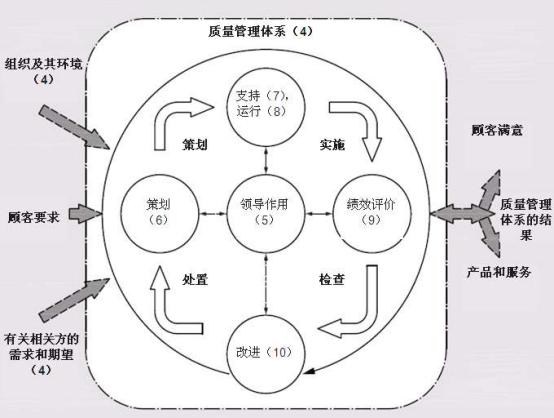 质量管理体系（4）
组织及其环境
（4）
支持（7），
运行（8）
策划
实施
顾客满意
顾客要求
策划
（6）
领导作用
（5）
绩效评价
（9）
质量管理
体系的结
果
处置
检查
产品和服务
有关相关方的
需求和期望
（4）
改进（10）